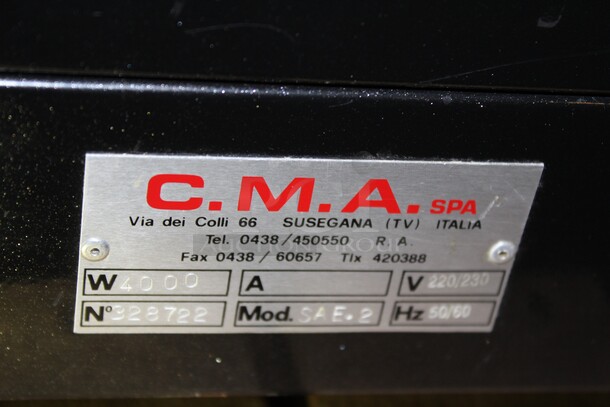 C.M.A. SPA
Via dei Colli 66 SUSEGANA (TV) ITALIA
Tel. 0438/450550 R.A.
Fax 0438/60657 Tlx 420388
W 4000 A V 220/230
N° 328722 Mod. SAE.2 Hz 50/60